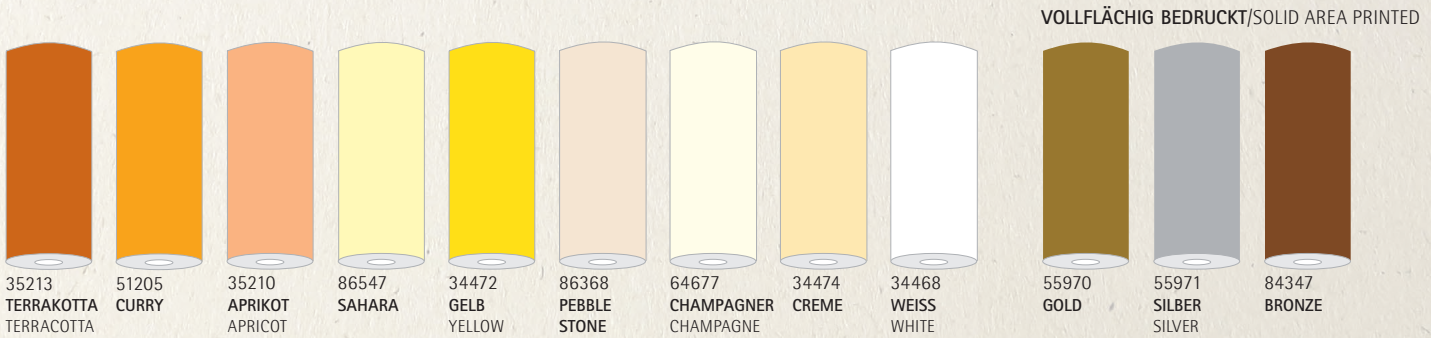 VOLLFLÄCHIG BEDRUCKT/SOLID AREA PRINTED
35213
TERRAKOTTA
TERRACOTTA
51205
CURRY
35210
APRIKOT
APRICOT
86547
SAHARA
34472
GELB
YELLOW
86368
PEBBLE
STONE
64677
CHAMPAGNER
CHAMPAGNE
34474
CREME
34468
WEISS
WHITE
55970
GOLD
55971
SILBER
SILVER
84347
BRONZE